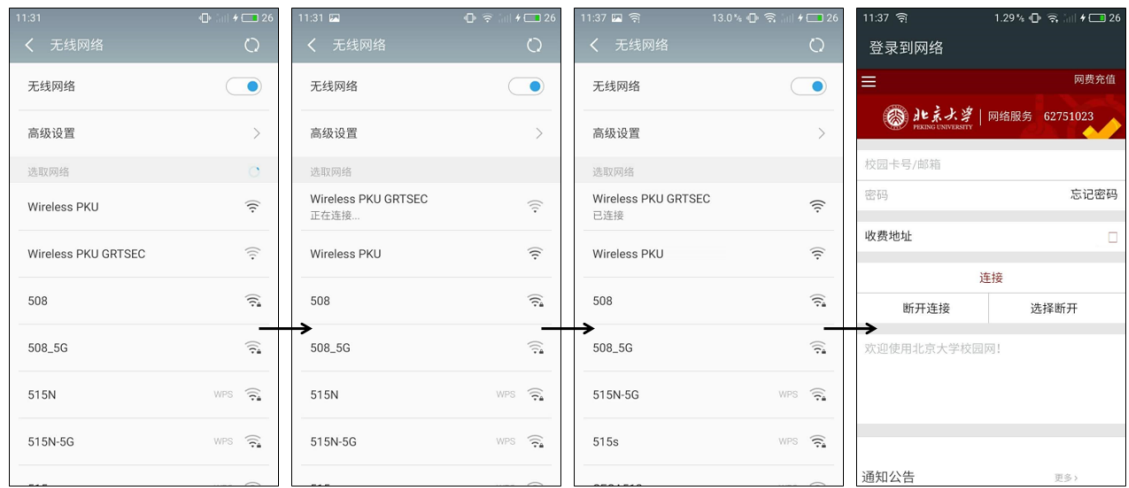 11:31 26
无线网络
无线网络
高级设置
选取网络
Wireless PKU
Wireless PKU GRTSEC
508
508_5G
515N WPS
515N-5G WPS
11:31 26
无线网络
无线网络
高级设置
选取网络
Wireless PKU GRTSEC
正在连接...
Wireless PKU
508
508_5G
515N WPS
515N-5G WPS
11:37 13.0% 26
无线网络
无线网络
高级设置
选取网络
Wireless PKU GRTSEC
已连接
Wireless PKU
508
508_5G
515N-5G WPS
515s WPS
11:37 1.29% 26
登录到网络
网费充值
北京大学 网络服务 62751023
PEKING UNIVERSITY
校园卡号/邮箱
密码 忘记密码
收费地址
连接
断开连接 选择断开
欢迎使用北京大学校园网!
通知公告 更多>